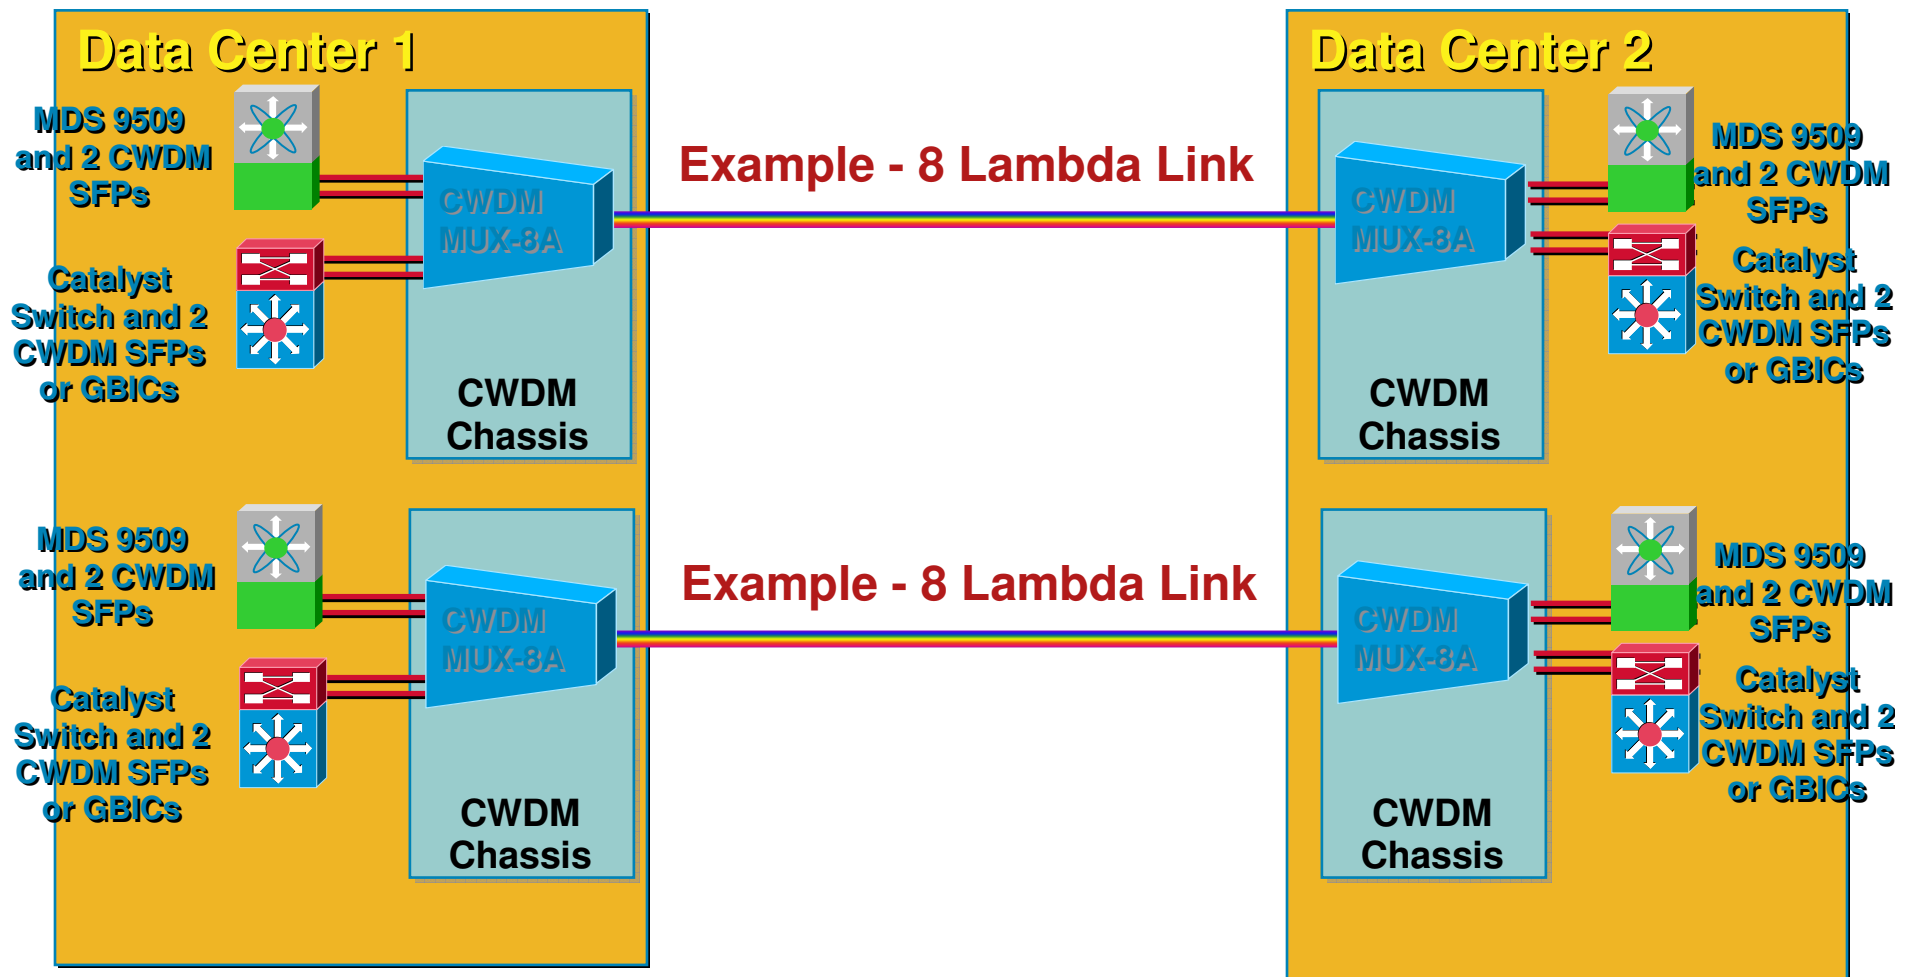 Data Center 1
MDS 9509
and 2 CWDM
SFPs
Catalyst
Switch and 2
CWDM SFPs
or GBICs
CWDM
MUX-8A
CWDM
Chassis
Example - 8 Lambda Link
Data Center 2
CWDM
MUX-8A
CWDM
Chassis
MDS 9509
and 2 CWDM
SFPs
Catalyst
Switch and 2
CWDM SFPs
or GBICs
MDS 9509
and 2 CWDM
SFPs
Catalyst
Switch and 2
CWDM SFPs
or GBICs
CWDM
MUX-8A
CWDM
Chassis
Example - 8 Lambda Link
CWDM
MUX-8A
CWDM
Chassis
MDS 9509
and 2 CWDM
SFPs
Catalyst
Switch and 2
CWDM SFPs
or GBICs